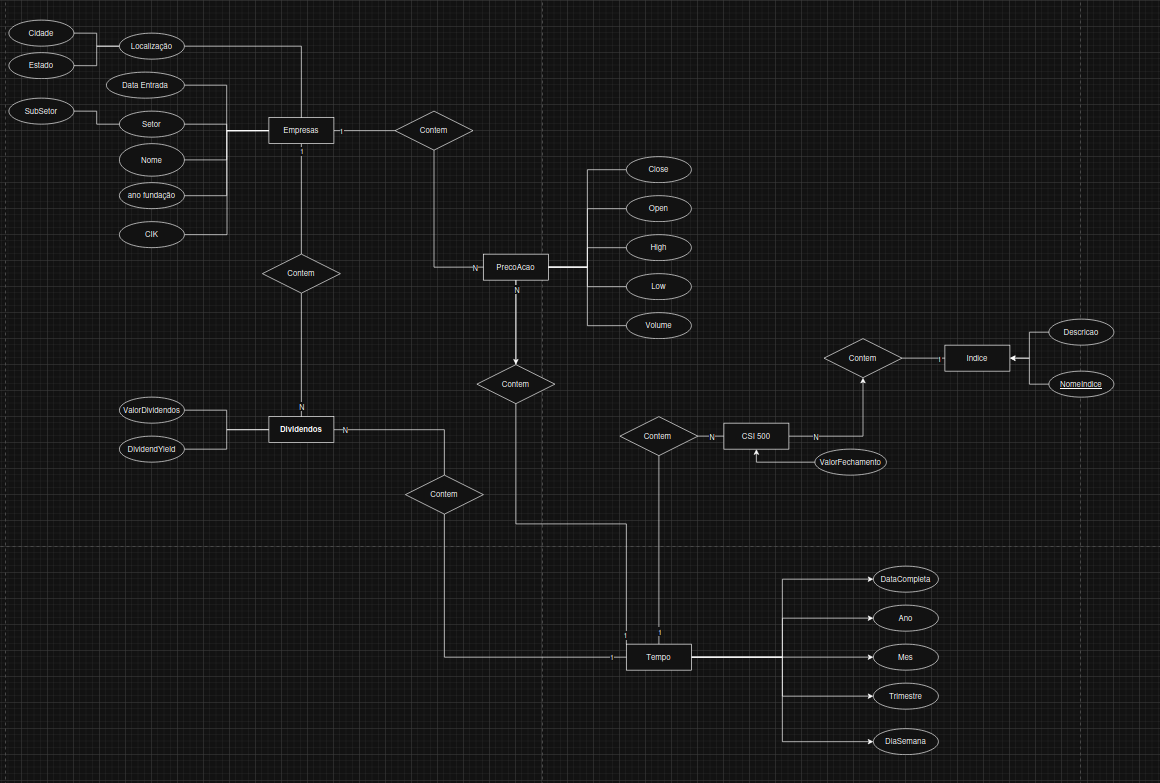 Cidade
Localização
Estado
Data Entrada
SubSetor
Setor
Empresas
1
Contem
1
Nome
Close
ano fundação
Open
CIK
High
Contem
N
PrecoAcao
N
Low
Volume
Descricao
Contem
1
Indice
Contem
NomeIndice
N
ValorDividendos
Dividendos
N
Contem
N
CSI 500
N
DividendYield
ValorFechamento
Contem
DataCompleta
Ano
1
1
1
Tempo
Mes
Trimestre
DiaSemana